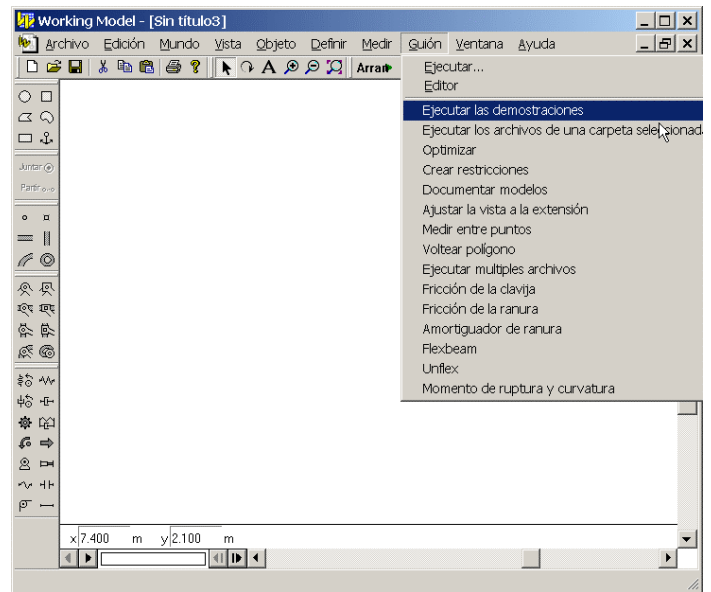 Working Model - [Sin título3]
Archivo Edición Mundo Vista Objeto Definir Medir Guión Ventana Ayuda
A Arran
Ejecutar...
Editor
Ejecutar las demostraciones
Ejecutar los archivos de una carpeta seleccionad
Optimizar
Crear restricciones
Documentar modelos
Ajustar la vista a la extensión
Medir entre puntos
Voltear polígono
Ejecutar multiples archivos
Fricción de la clavija
Fricción de la ranura
Amortiguador de ranura
Flexbeam
Unflex
Momento de ruptura y curvatura
Juntar
Partir
x 7.400 m y 2.100 m